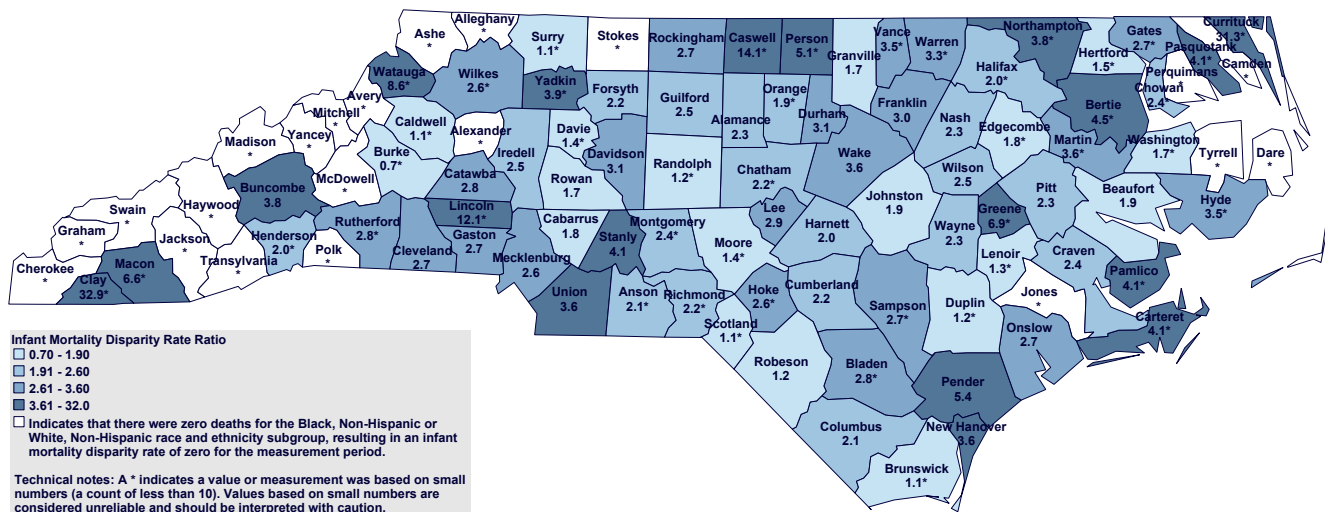 Ashe
*
Alleghany
*
Surry
1.1*
Stokes
*
Rockingham
2.7
Caswell
14.1*
Person
5.1*
Granville
1.7
Vance
3.5*
Warren
3.3*
Northampton
3.8*
Hertford
1.5*
Gates
2.7*
Currituck
31.3*
Pasquotank
4.1*
Camden
*
Perquimans
*
Chowan
2.4*
Watauga
8.6*
Wilkes
2.6*
Yadkin
3.9*
Forsyth
2.2
Guilford
2.5
Alamance
2.3
Orange
1.9*
Durham
3.1
Franklin
3.0
Halifax
2.0*
Bertie
4.5*
Avery
*
Mitchell
*
Yancey
*
Madison
*
Caldwell
1.1*
Alexander
*
Iredell
2.5
Davie
1.4*
Davidson
3.1
Randolph
1.2*
Chatham
2.2*
Wake
3.6
Nash
2.3
Edgecombe
1.8*
Martin
3.6*
Washington
1.7*
Tyrrell
*
Dare
*
Burke
0.7*
McDowell
*
Buncombe
3.8
Haywood
*
Swain
*
Graham
*
Cherokee
*
Clay
32.9*
Macon
6.6*
Jackson
*
Transylvania
*
Henderson
2.0*
Polk
*
Rutherford
2.8*
Cleveland
2.7
Catawba
2.8
Lincoln
12.1*
Gaston
2.7
Mecklenburg
2.6
Rowan
1.7
Cabarrus
1.8
Stanly
4.1
Montgomery
2.4*
Moore
1.4*
Lee
2.9
Harnett
2.0
Johnston
1.9
Wilson
2.5
Wayne
2.3
Greene
6.9*
Pitt
2.3
Beaufort
1.9
Hyde
3.5*
Lenoir
1.3*
Craven
2.4
Pamlico
4.1*
Jones
*
Carteret
4.1*
Onslow
2.7
Duplin
1.2*
Sampson
2.7*
Cumberland
2.2
Hoke
2.6*
Richmond
2.2*
Anson
2.1*
Union
3.6
Scotland
1.1*
Robeson
1.2
Bladen
2.8*
Pender
5.4
New Hanover
3.6
Columbus
2.1
Brunswick
1.1*
Infant Mortality Disparity Rate Ratio
0.70 - 1.90
1.91 - 2.60
2.61 - 3.60
3.61 - 32.0
Indicates that there were zero deaths for the Black, Non-Hispanic or
White, Non-Hispanic race and ethnicity subgroup, resulting in an infant
mortality disparity rate of zero for the measurement period.
Technical notes: A * indicates a value or measurement was based on small
numbers (a count of less than 10). Values based on small numbers are
considered unreliable and should be interpreted with caution.